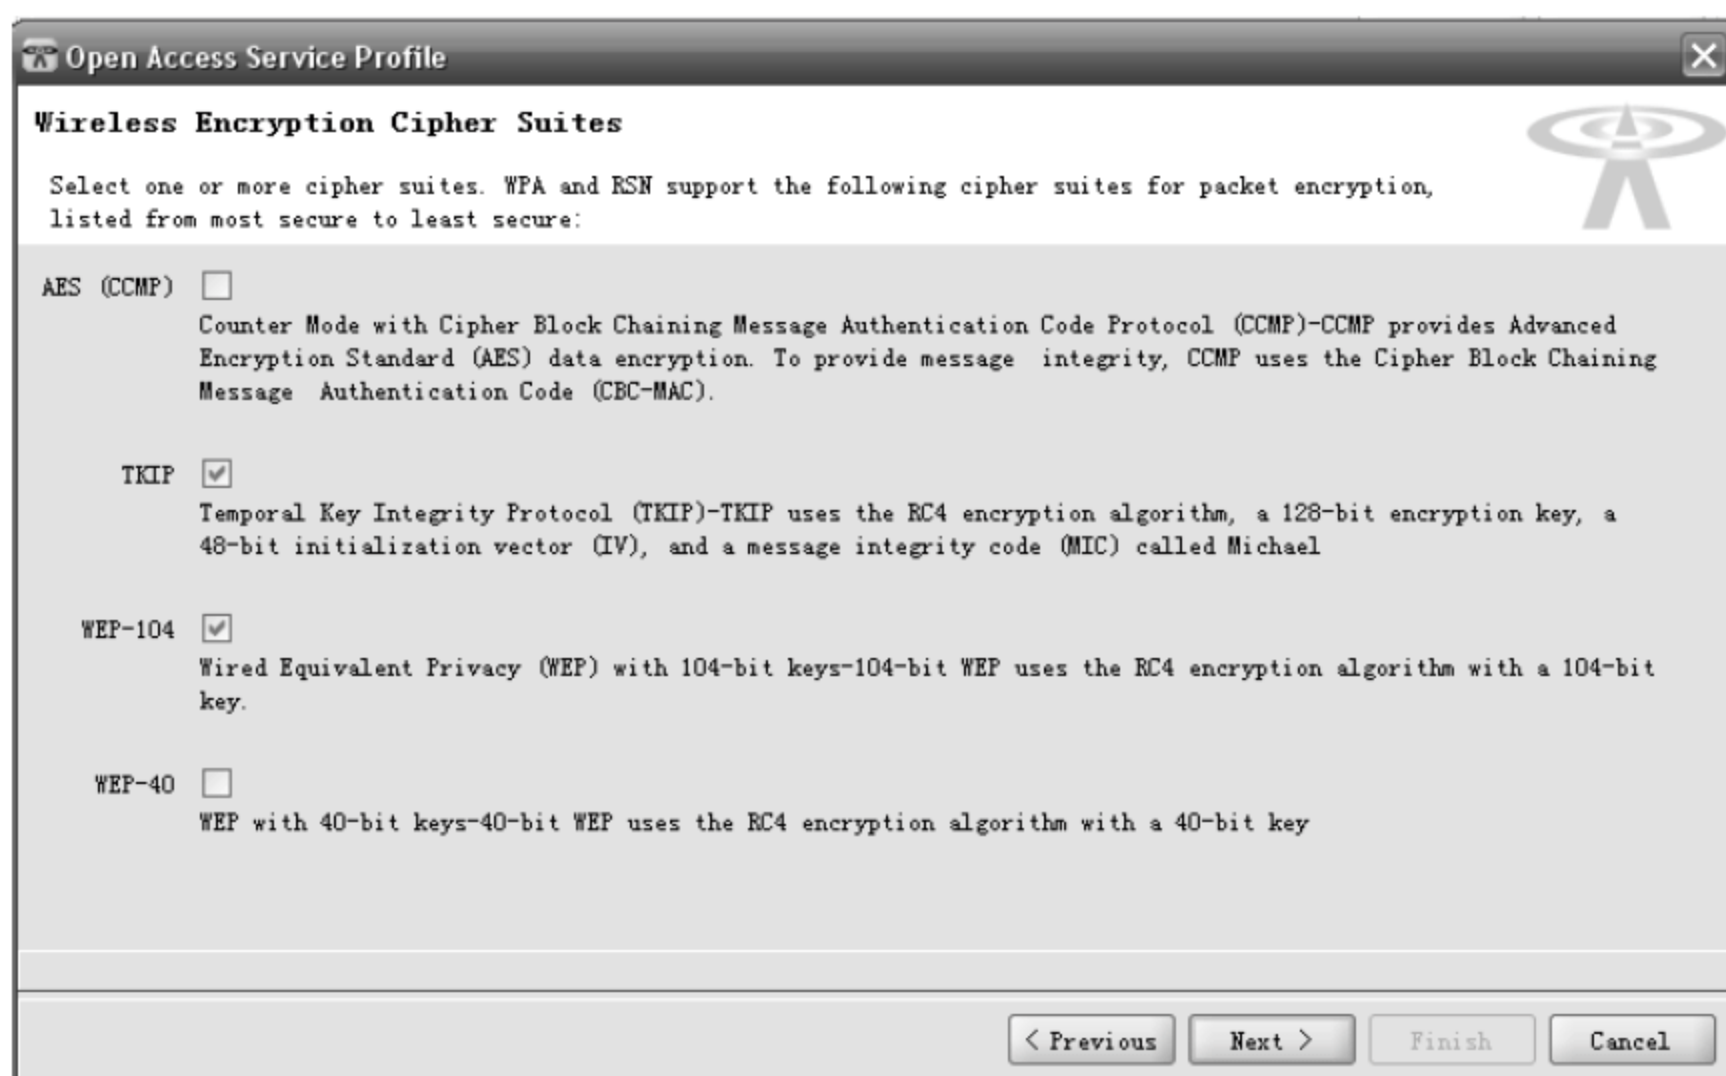 Open Access Service Profile
Wireless Encryption Cipher Suites
Select one or more cipher suites. WPA and RSN support the following cipher suites for packet encryption,
listed from most secure to least secure:
AES (CCMP)
Counter Mode with Cipher Block Chaining Message Authentication Code Protocol (CCMP)-CCMP provides Advanced
Encryption Standard (AES) data encryption. To provide message integrity, CCMP uses the Cipher Block Chaining
Message Authentication Code (CBC-MAC).
TKIP
Temporal Key Integrity Protocol (TKIP)-TKIP uses the RC4 encryption algorithm, a 128-bit encryption key, a
48-bit initialization vector (IV), and a message integrity code (MIC) called Michael
WEP-104
Wired Equivalent Privacy (WEP) with 104-bit keys-104-bit WEP uses the RC4 encryption algorithm with a 104-bit
key.
WEP-40
WEP with 40-bit keys-40-bit WEP uses the RC4 encryption algorithm with a 40-bit key
< Previous Next > Finish Cancel